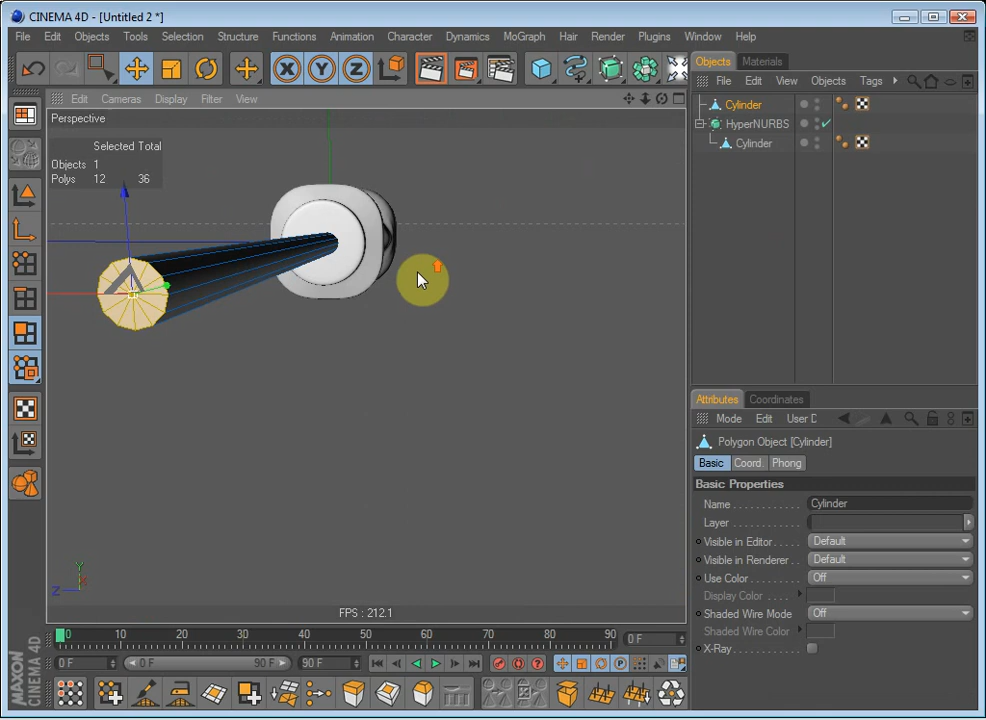 CINEMA 4D - [Untitled 2 *]
File Edit Objects Tools Selection Structure Functions Animation Character Dynamics MoGraph Hair Render Plugins Window Help
Objects Materials
File Edit View Objects Tags
Edit Cameras Display Filter View
Perspective
Selected Total
Objects 1
Polys 12 36
Cylinder
HyperNURBS
Cylinder
X Y Z
Attributes Coordinates
Mode Edit User D
Polygon Object [Cylinder]
Basic Coord. Phong
Basic Properties
Name Cylinder
Layer
Visible in Editor Default
Visible in Renderer Default
Use Color Off
Display Color
Shaded Wire Mode Off
Shaded Wire Color
X-Ray
Y
X
Z
FPS : 212.1
0 10 20 30 40 50 60 70 80 90 0 F
0 F 0 F 90 F 90 F
MAXON
CINEMA 4D